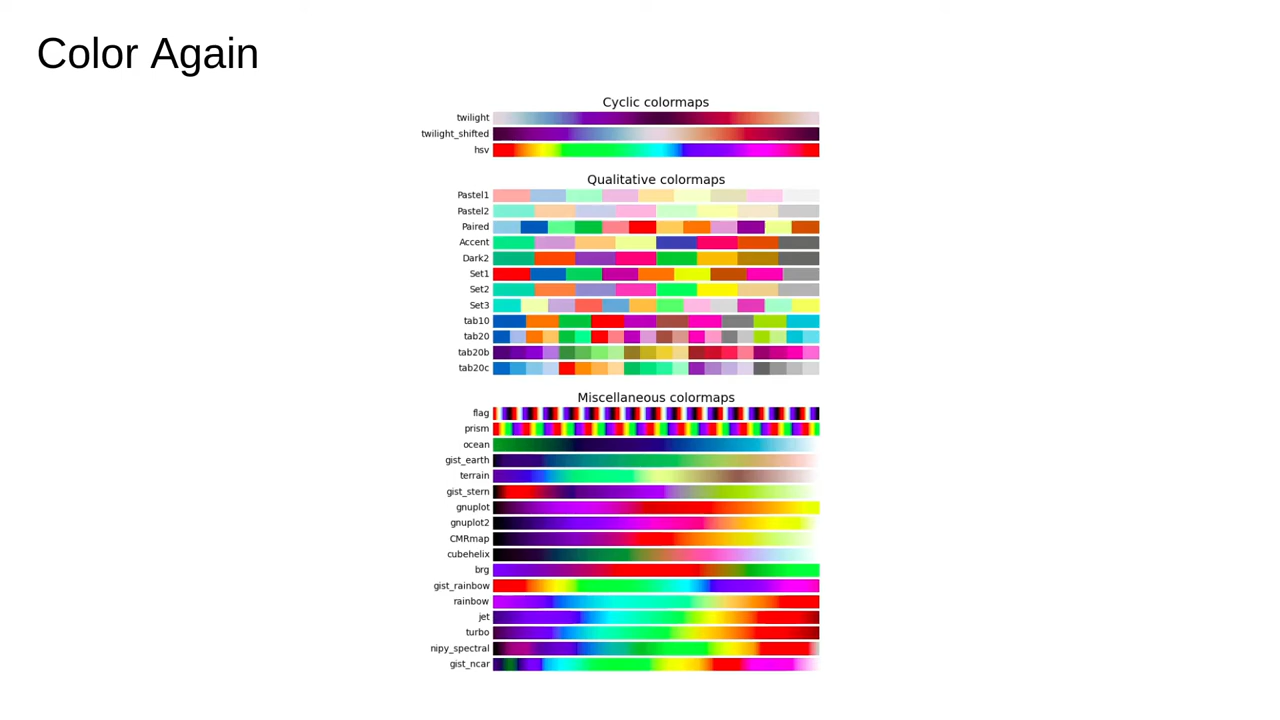 Color Again
Cyclic colormaps
twilight
twilight_shifted
hsv
Qualitative colormaps
Pastel1
Pastel2
Paired
Accent
Dark2
Set1
Set2
Set3
tab10
tab20
tab20b
tab20c
Miscellaneous colormaps
flag
prism
ocean
gist_earth
terrain
gist_stern
gnuplot
gnuplot2
CMRmap
cubehelix
brg
gist_rainbow
rainbow
jet
turbo
nipy_spectral
gist_ncar